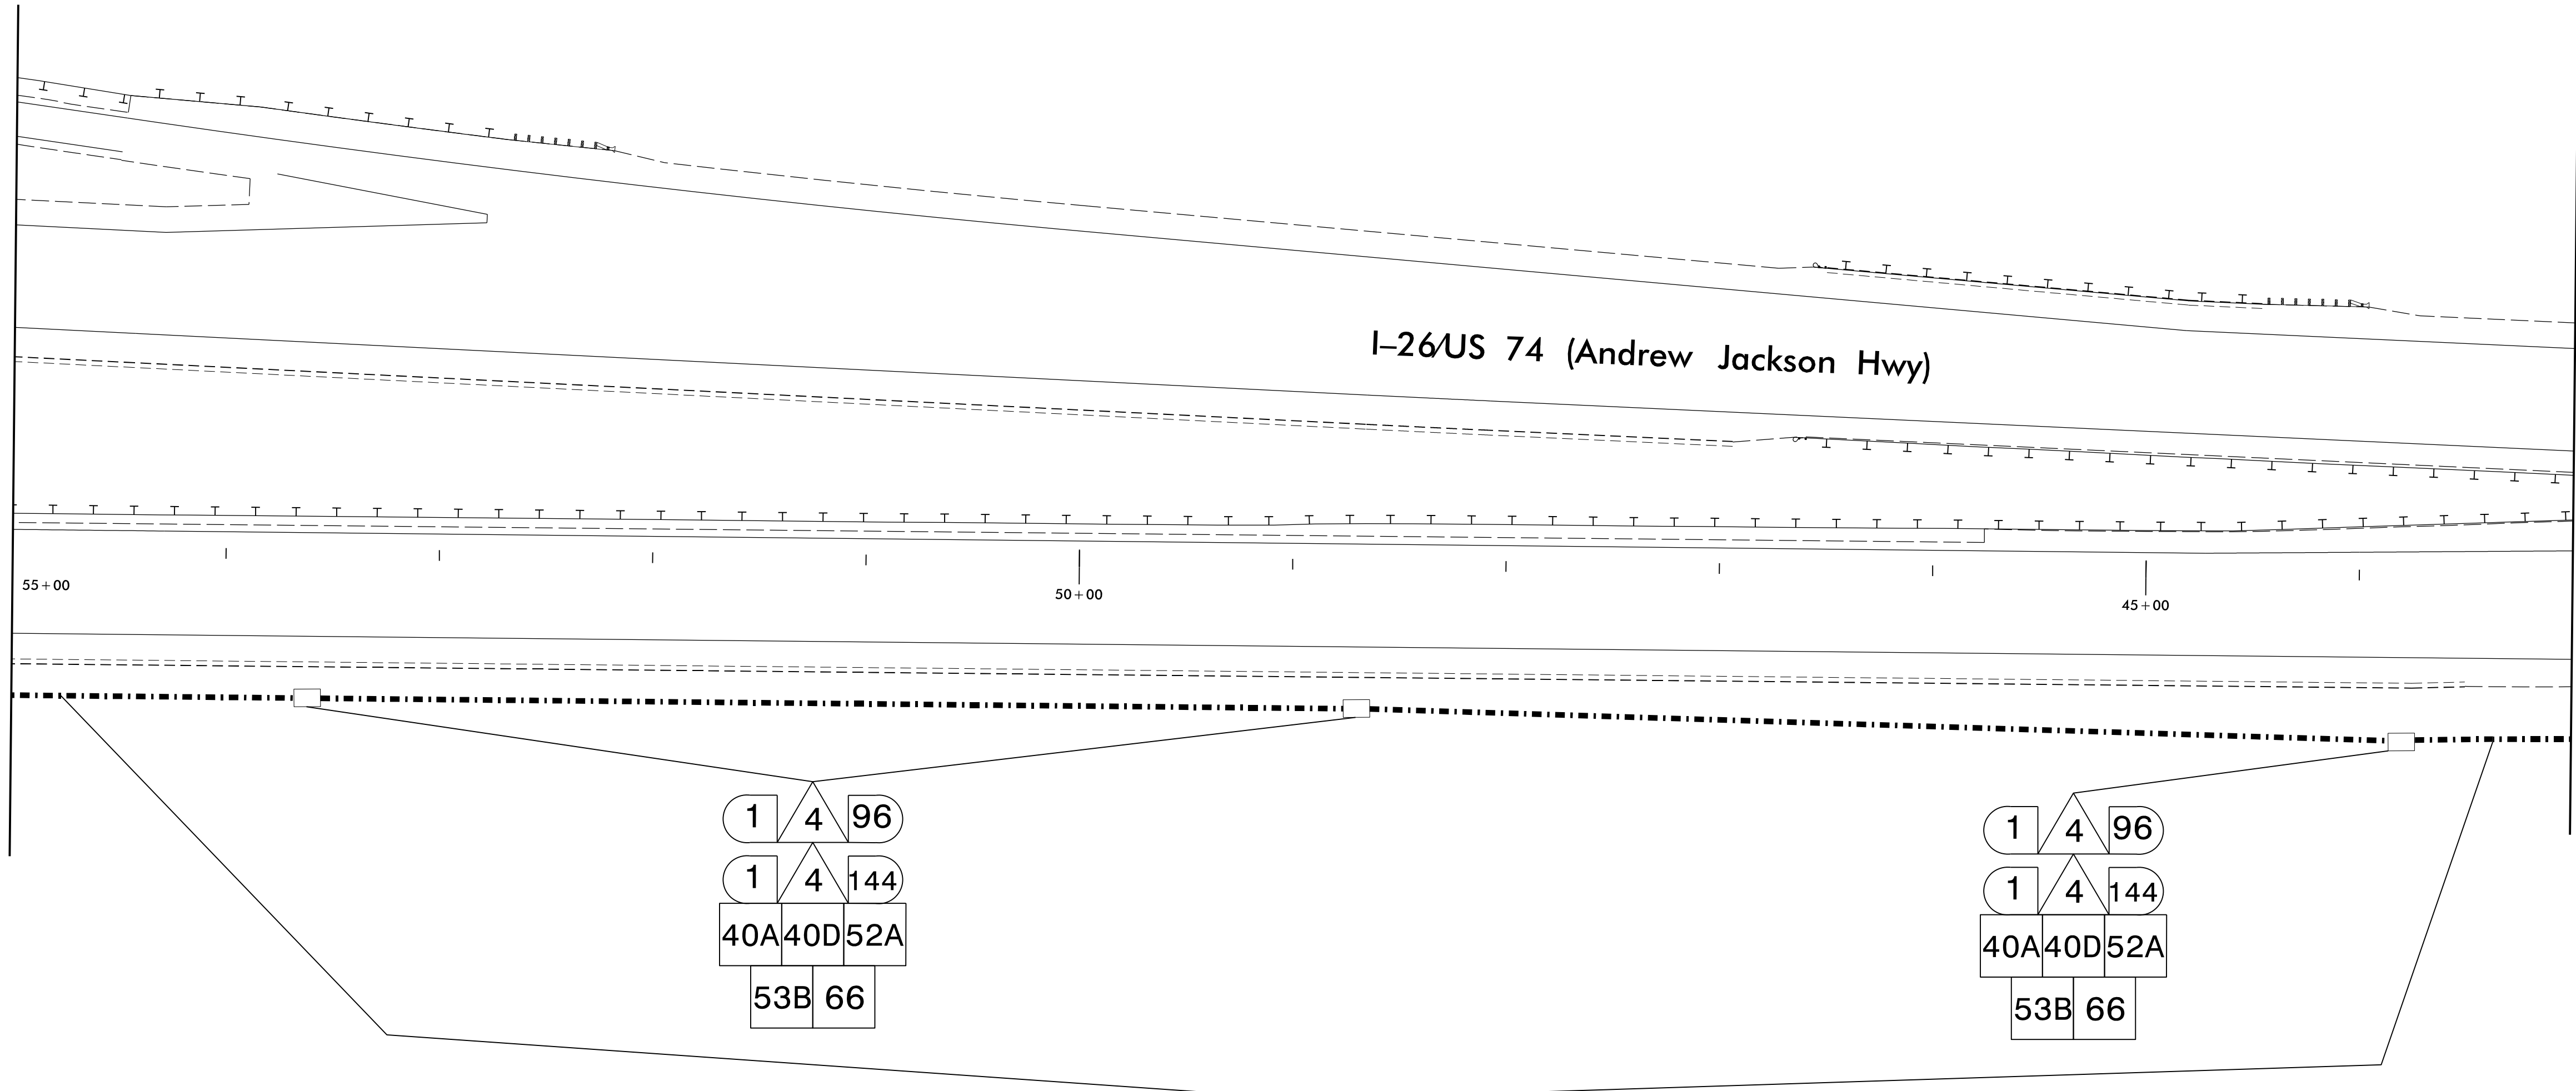 I-26/US 74 (Andrew Jackson Hwy)
55+00
50+00
45+00
1 4 96
1 4 144
40A 40D 52A
53B 66
1 4 96
1 4 144
40A 40D 52A
53B 66